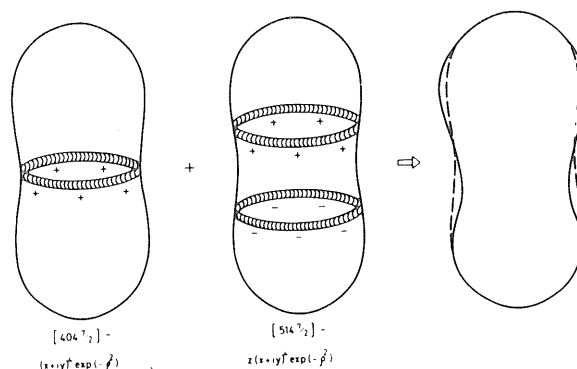 +
⇨
+ + + + +
+ + + + +
- - - - - -
[404 7/2] -
[514 7/2] -
(x+iy)⁴ exp(-ρ²)
z(x+iy)⁴ exp(-ρ²)